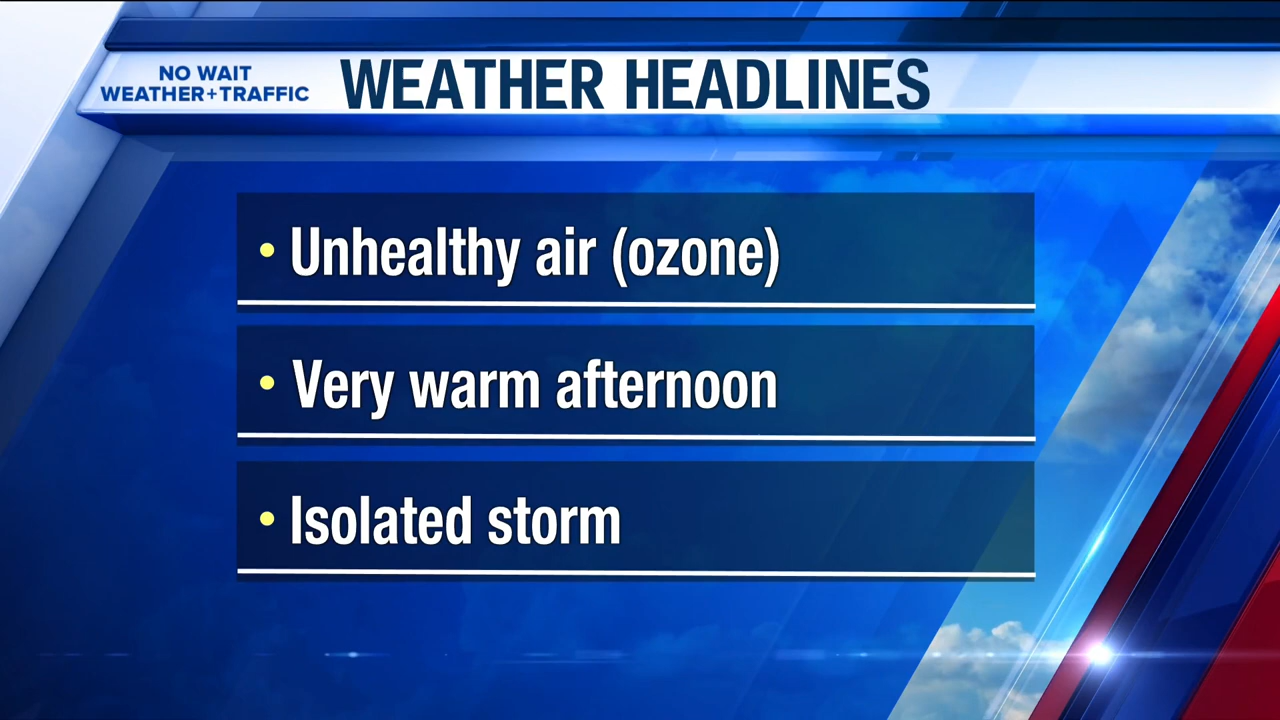 NO WAIT
WEATHER+TRAFFIC
WEATHER HEADLINES
• Unhealthy air (ozone)
• Very warm afternoon
• Isolated storm